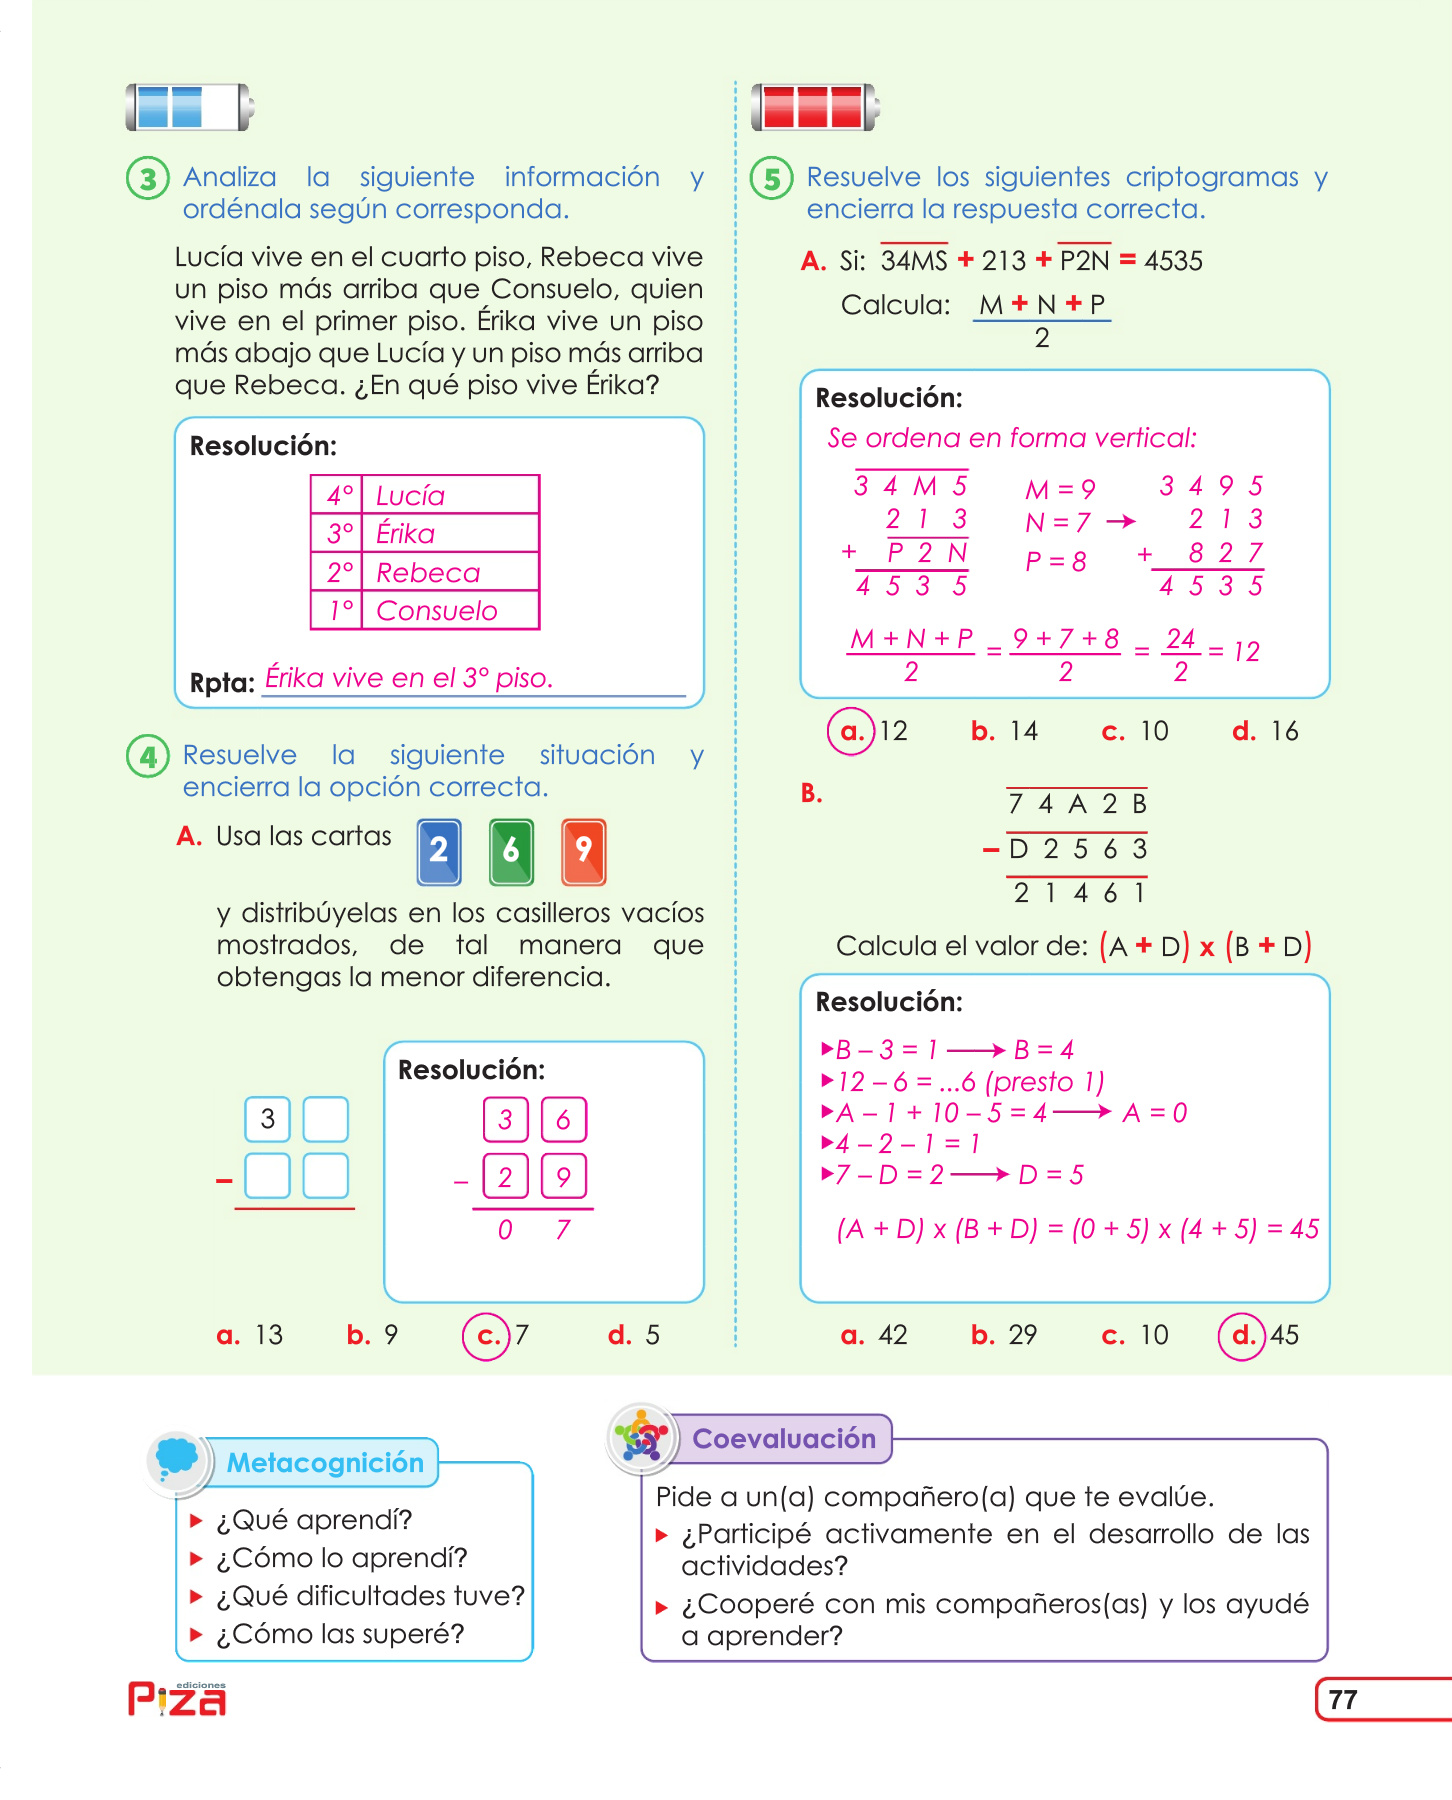 3 Analiza la siguiente información y
ordénala según corresponda.
Lucía vive en el cuarto piso, Rebeca vive
un piso más arriba que Consuelo, quien
vive en el primer piso. Érika vive un piso
más abajo que Lucía y un piso más arriba
que Rebeca. ¿En qué piso vive Érika?
Resolución:
4° Lucía
3° Érika
2° Rebeca
1° Consuelo
Rpta: Érika vive en el 3° piso.
4 Resuelve la siguiente situación y
encierra la opción correcta.
A. Usa las cartas 2 6 9
y distribúyelas en los casilleros vacíos
mostrados, de tal manera que
obtengas la menor diferencia.
3
–
Resolución:
3 6
– 2 9
0 7
a. 13 b. 9 c. 7 d. 5
5 Resuelve los siguientes criptogramas y
encierra la respuesta correcta.
A. Si: 34MS + 213 + P2N = 4535
Calcula: M + N + P
2
Resolución:
Se ordena en forma vertical:
3 4 M 5 M = 9 3 4 9 5
2 1 3 N = 7 → 2 1 3
+ P 2 N P = 8 + 8 2 7
4 5 3 5 4 5 3 5
M + N + P = 9 + 7 + 8 = 24 = 12
2 2 2
a. 12 b. 14 c. 10 d. 16
B. 7 4 A 2 B
– D 2 5 6 3
2 1 4 6 1
Calcula el valor de: (A + D) x (B + D)
Resolución:
B – 3 = 1 → B = 4
12 – 6 = ...6 (presto 1)
A – 1 + 10 – 5 = 4 → A = 0
4 – 2 – 1 = 1
7 – D = 2 → D = 5
(A + D) x (B + D) = (0 + 5) x (4 + 5) = 45
a. 42 b. 29 c. 10 d. 45
Metacognición
¿Qué aprendí?
¿Cómo lo aprendí?
¿Qué dificultades tuve?
¿Cómo las superé?
Coevaluación
Pide a un(a) compañero(a) que te evalúe.
¿Participé activamente en el desarrollo de las
actividades?
¿Cooperé con mis compañeros(as) y los ayudé
a aprender?
ediciones
Piza
77